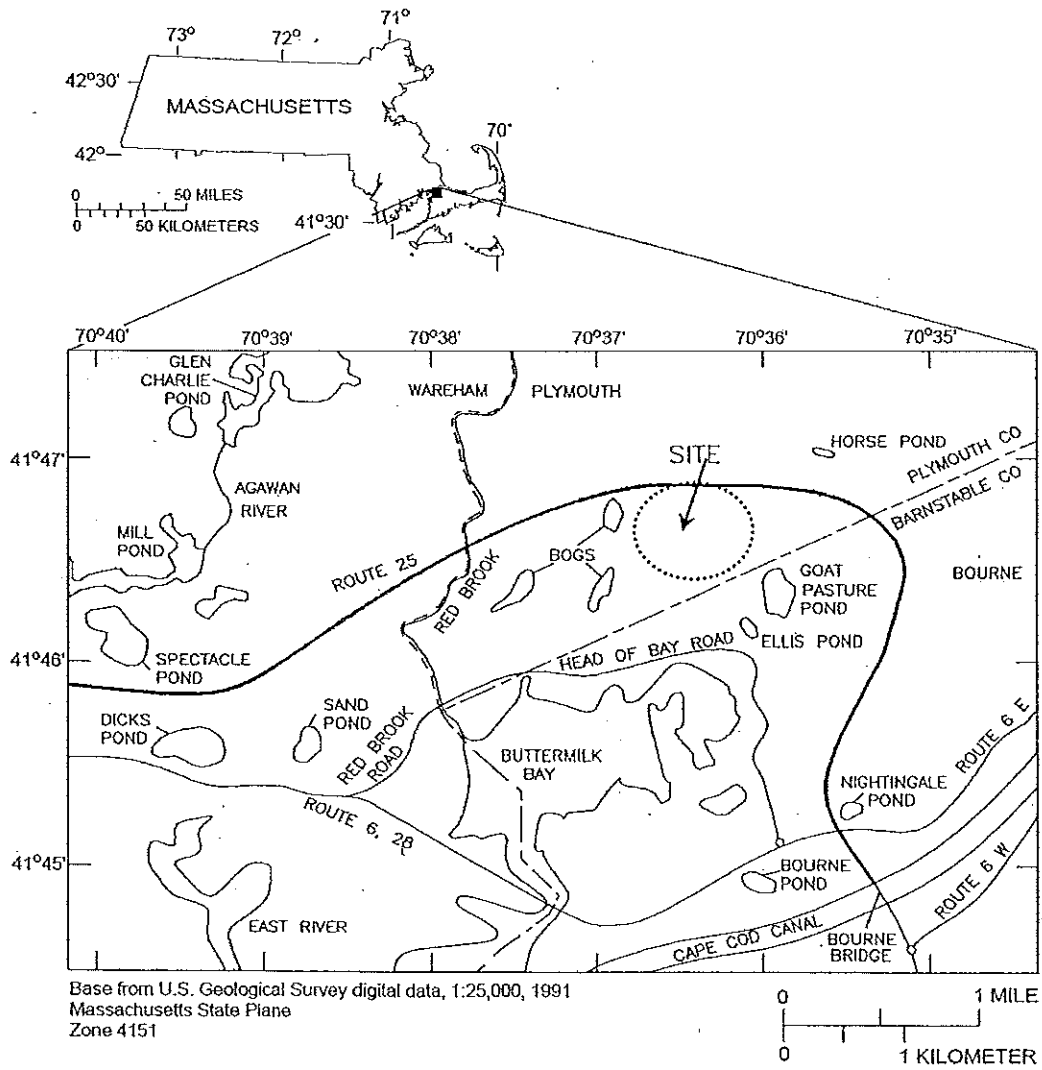 73° 72° 71°
42°30'
MASSACHUSETTS
70°
42°
0 50 MILES
0 50 KILOMETERS
41°30'
70°40' 70°39' 70°38' 70°37' 70°36' 70°35'
GLEN
CHARLIE
POND
WAREHAM
PLYMOUTH
HORSE POND
PLYMOUTH CO
BARNSTABLE CO
41°47'
SITE
AGAWAN
RIVER
MILL
POND
ROUTE 25
RED BROOK
BOGS
GOAT
PASTURE
POND
BOURNE
ELLIS POND
HEAD OF BAY ROAD
41°46'
SPECTACLE
POND
DICKS
POND
SAND
POND
RED BROOK
ROAD
BUTTERMILK
BAY
ROUTE 6 E
NIGHTINGALE
POND
ROUTE 6, 28
41°45'
BOURNE
POND
ROUTE 6 W
EAST RIVER
CAPE COD CANAL
BOURNE
BRIDGE
Base from U.S. Geological Survey digital data, 1:25,000, 1991
Massachusetts State Plane
Zone 4151
0 1 MILE
0 1 KILOMETER